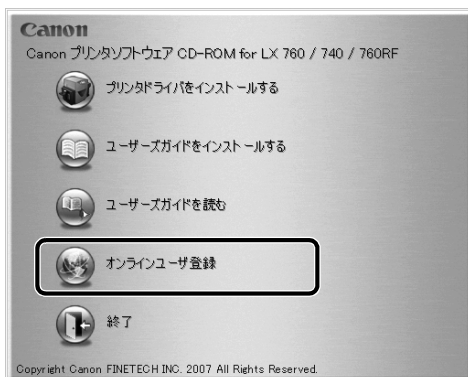 Canon
Canon プリンタソフトウェア CD-ROM for LX 760 / 740 / 760RF
プリンタドライバをインストールする
ユーザーズガイドをインストールする
ユーザーズガイドを読む
オンラインユーザ登録
終了
Copyright Canon FINETECH INC. 2007 All Rights Reserved.